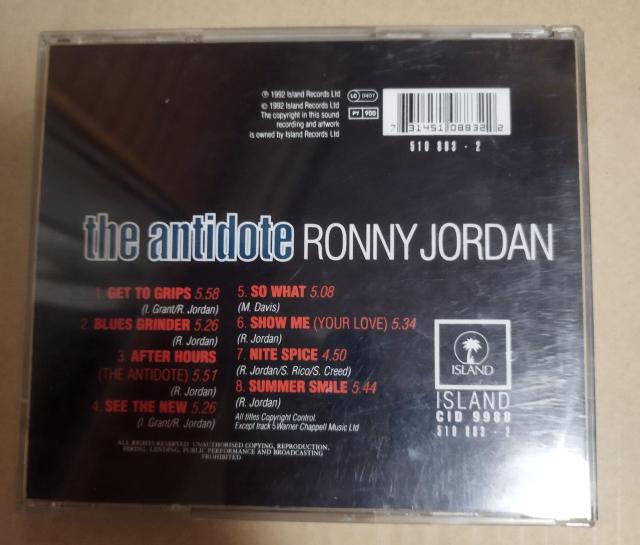 ℗ 1992 Island Records Ltd
© 1992 Island Records Ltd
The copyright in this sound
recording and artwork
is owned by Island Records Ltd
LC 0407
PY 900
7 31451 08832 2
510 883 - 2
the antidote RONNY JORDAN
1. GET TO GRIPS 5.58
(I. Grant/R. Jordan)
2. BLUES GRINDER 5.26
(R. Jordan)
3. AFTER HOURS
(THE ANTIDOTE) 5.51
(R. Jordan)
4. SEE THE NEW 5.26
(I. Grant/R. Jordan)
5. SO WHAT 5.08
(M. Davis)
6. SHOW ME (YOUR LOVE) 5.34
(R. Jordan)
7. NITE SPICE 4.50
(R. Jordan/S. Rico/S. Creed)
8. SUMMER SMILE 5.44
(R. Jordan)
All titles Copyright Control.
Except track 5 Warner Chappell Music Ltd
ALL RIGHTS RESERVED. UNAUTHORISED COPYING, REPRODUCTION,
HIRING, LENDING, PUBLIC PERFORMANCE AND BROADCASTING
PROHIBITED.
ISLAND
ISLAND
CID 9988
510 883 - 2